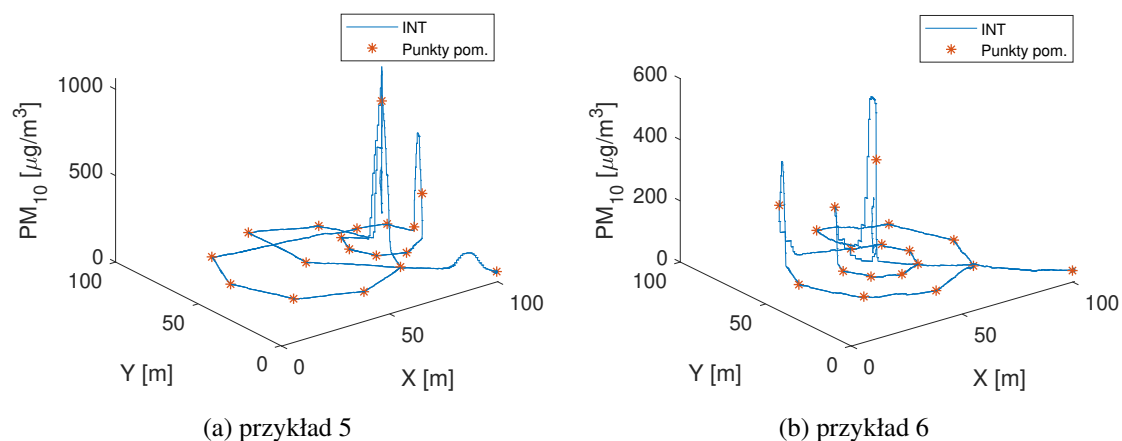 INT
Punkty pom.
1000
500
0
PM10 [μg/m3]
100
50
0
Y [m]
0
50
100
X [m]
(a) przykład 5
INT
Punkty pom.
600
400
200
0
PM10 [μg/m3]
100
50
0
Y [m]
0
50
100
X [m]
(b) przykład 6